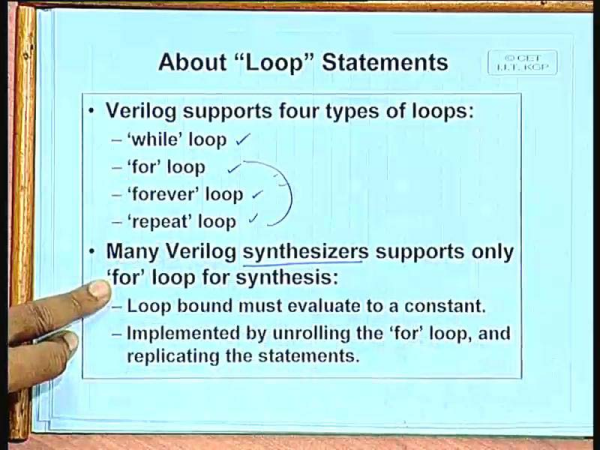 About “Loop” Statements
© CET
I.I.T. KGP
• Verilog supports four types of loops:
– ‘while’ loop ✓
– ‘for’ loop ✓
– ‘forever’ loop ✓
– ‘repeat’ loop ✓
• Many Verilog synthesizers supports only
‘for’ loop for synthesis:
– Loop bound must evaluate to a constant.
– Implemented by unrolling the ‘for’ loop, and
replicating the statements.